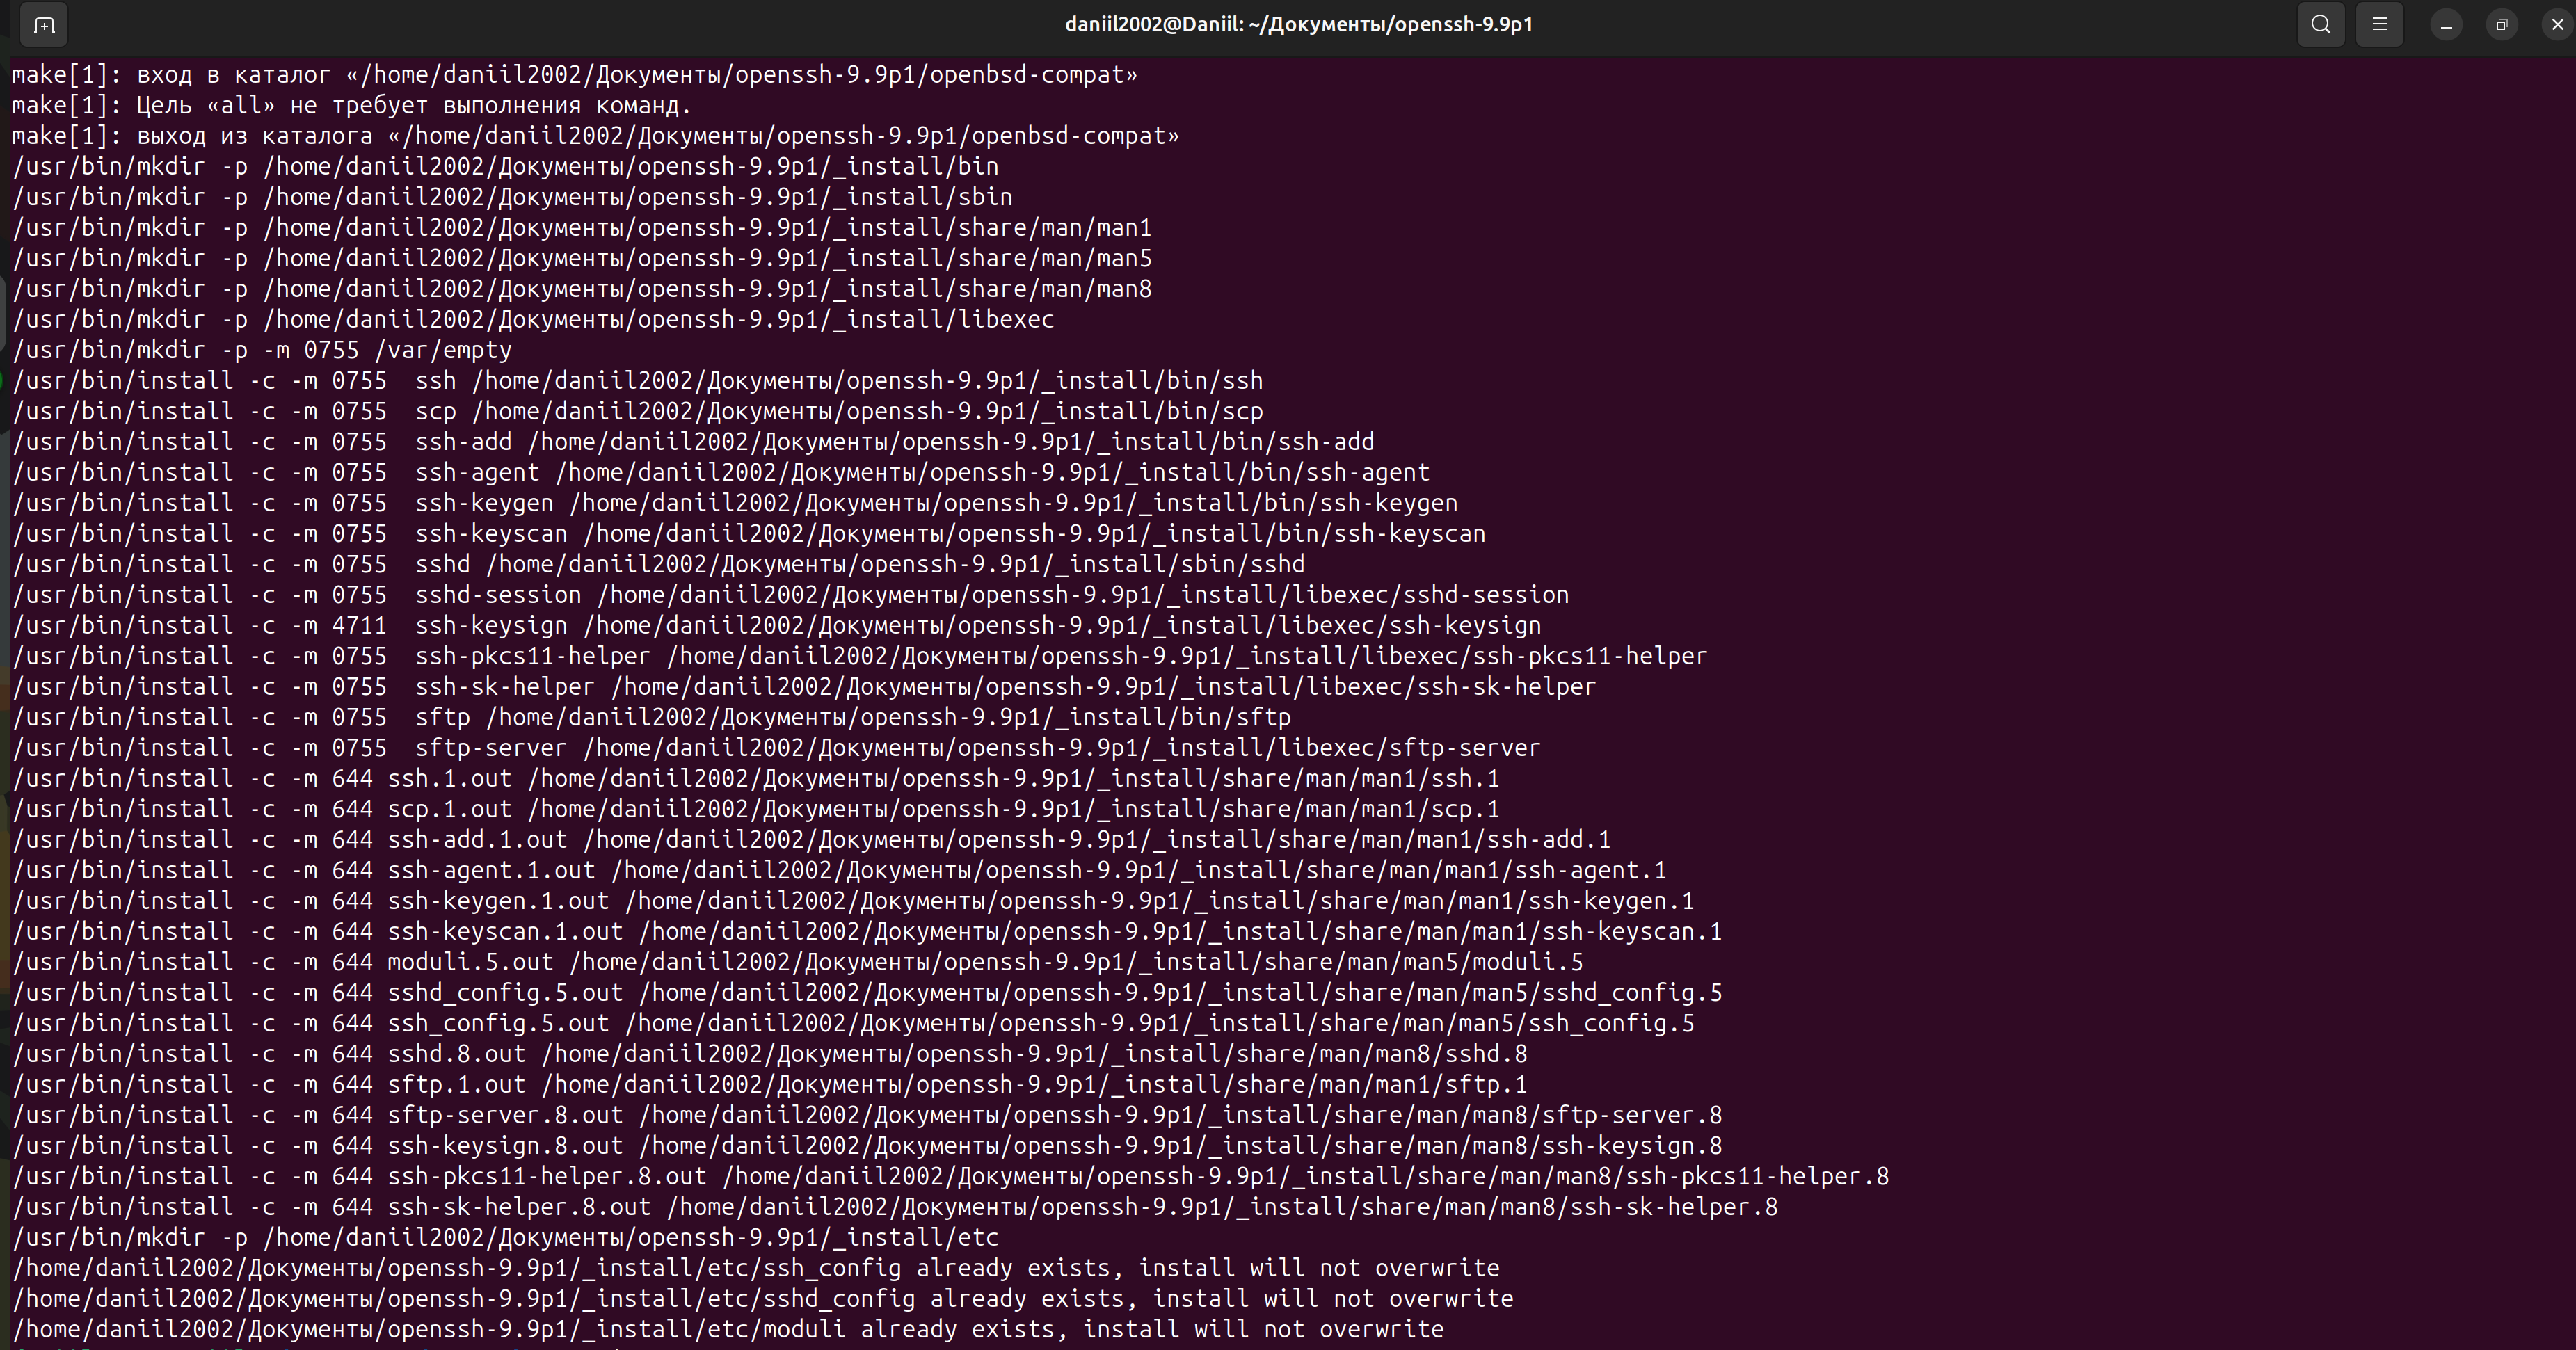 daniil2002@Daniil: ~/Документы/openssh-9.9p1
make[1]: вход в каталог «/home/daniil2002/Документы/openssh-9.9p1/openbsd-compat»
make[1]: Цель «all» не требует выполнения команд.
make[1]: выход из каталога «/home/daniil2002/Документы/openssh-9.9p1/openbsd-compat»
/usr/bin/mkdir -p /home/daniil2002/Документы/openssh-9.9p1/_install/bin
/usr/bin/mkdir -p /home/daniil2002/Документы/openssh-9.9p1/_install/sbin
/usr/bin/mkdir -p /home/daniil2002/Документы/openssh-9.9p1/_install/share/man/man1
/usr/bin/mkdir -p /home/daniil2002/Документы/openssh-9.9p1/_install/share/man/man5
/usr/bin/mkdir -p /home/daniil2002/Документы/openssh-9.9p1/_install/share/man/man8
/usr/bin/mkdir -p /home/daniil2002/Документы/openssh-9.9p1/_install/libexec
/usr/bin/mkdir -p -m 0755 /var/empty
/usr/bin/install -c -m 0755  ssh /home/daniil2002/Документы/openssh-9.9p1/_install/bin/ssh
/usr/bin/install -c -m 0755  scp /home/daniil2002/Документы/openssh-9.9p1/_install/bin/scp
/usr/bin/install -c -m 0755  ssh-add /home/daniil2002/Документы/openssh-9.9p1/_install/bin/ssh-add
/usr/bin/install -c -m 0755  ssh-agent /home/daniil2002/Документы/openssh-9.9p1/_install/bin/ssh-agent
/usr/bin/install -c -m 0755  ssh-keygen /home/daniil2002/Документы/openssh-9.9p1/_install/bin/ssh-keygen
/usr/bin/install -c -m 0755  ssh-keyscan /home/daniil2002/Документы/openssh-9.9p1/_install/bin/ssh-keyscan
/usr/bin/install -c -m 0755  sshd /home/daniil2002/Документы/openssh-9.9p1/_install/sbin/sshd
/usr/bin/install -c -m 0755  sshd-session /home/daniil2002/Документы/openssh-9.9p1/_install/libexec/sshd-session
/usr/bin/install -c -m 4711  ssh-keysign /home/daniil2002/Документы/openssh-9.9p1/_install/libexec/ssh-keysign
/usr/bin/install -c -m 0755  ssh-pkcs11-helper /home/daniil2002/Документы/openssh-9.9p1/_install/libexec/ssh-pkcs11-helper
/usr/bin/install -c -m 0755  ssh-sk-helper /home/daniil2002/Документы/openssh-9.9p1/_install/libexec/ssh-sk-helper
/usr/bin/install -c -m 0755  sftp /home/daniil2002/Документы/openssh-9.9p1/_install/bin/sftp
/usr/bin/install -c -m 0755  sftp-server /home/daniil2002/Документы/openssh-9.9p1/_install/libexec/sftp-server
/usr/bin/install -c -m 644 ssh.1.out /home/daniil2002/Документы/openssh-9.9p1/_install/share/man/man1/ssh.1
/usr/bin/install -c -m 644 scp.1.out /home/daniil2002/Документы/openssh-9.9p1/_install/share/man/man1/scp.1
/usr/bin/install -c -m 644 ssh-add.1.out /home/daniil2002/Документы/openssh-9.9p1/_install/share/man/man1/ssh-add.1
/usr/bin/install -c -m 644 ssh-agent.1.out /home/daniil2002/Документы/openssh-9.9p1/_install/share/man/man1/ssh-agent.1
/usr/bin/install -c -m 644 ssh-keygen.1.out /home/daniil2002/Документы/openssh-9.9p1/_install/share/man/man1/ssh-keygen.1
/usr/bin/install -c -m 644 ssh-keyscan.1.out /home/daniil2002/Документы/openssh-9.9p1/_install/share/man/man1/ssh-keyscan.1
/usr/bin/install -c -m 644 moduli.5.out /home/daniil2002/Документы/openssh-9.9p1/_install/share/man/man5/moduli.5
/usr/bin/install -c -m 644 sshd_config.5.out /home/daniil2002/Документы/openssh-9.9p1/_install/share/man/man5/sshd_config.5
/usr/bin/install -c -m 644 ssh_config.5.out /home/daniil2002/Документы/openssh-9.9p1/_install/share/man/man5/ssh_config.5
/usr/bin/install -c -m 644 sshd.8.out /home/daniil2002/Документы/openssh-9.9p1/_install/share/man/man8/sshd.8
/usr/bin/install -c -m 644 sftp.1.out /home/daniil2002/Документы/openssh-9.9p1/_install/share/man/man1/sftp.1
/usr/bin/install -c -m 644 sftp-server.8.out /home/daniil2002/Документы/openssh-9.9p1/_install/share/man/man8/sftp-server.8
/usr/bin/install -c -m 644 ssh-keysign.8.out /home/daniil2002/Документы/openssh-9.9p1/_install/share/man/man8/ssh-keysign.8
/usr/bin/install -c -m 644 ssh-pkcs11-helper.8.out /home/daniil2002/Документы/openssh-9.9p1/_install/share/man/man8/ssh-pkcs11-helper.8
/usr/bin/install -c -m 644 ssh-sk-helper.8.out /home/daniil2002/Документы/openssh-9.9p1/_install/share/man/man8/ssh-sk-helper.8
/usr/bin/mkdir -p /home/daniil2002/Документы/openssh-9.9p1/_install/etc
/home/daniil2002/Документы/openssh-9.9p1/_install/etc/ssh_config already exists, install will not overwrite
/home/daniil2002/Документы/openssh-9.9p1/_install/etc/sshd_config already exists, install will not overwrite
/home/daniil2002/Документы/openssh-9.9p1/_install/etc/moduli already exists, install will not overwrite